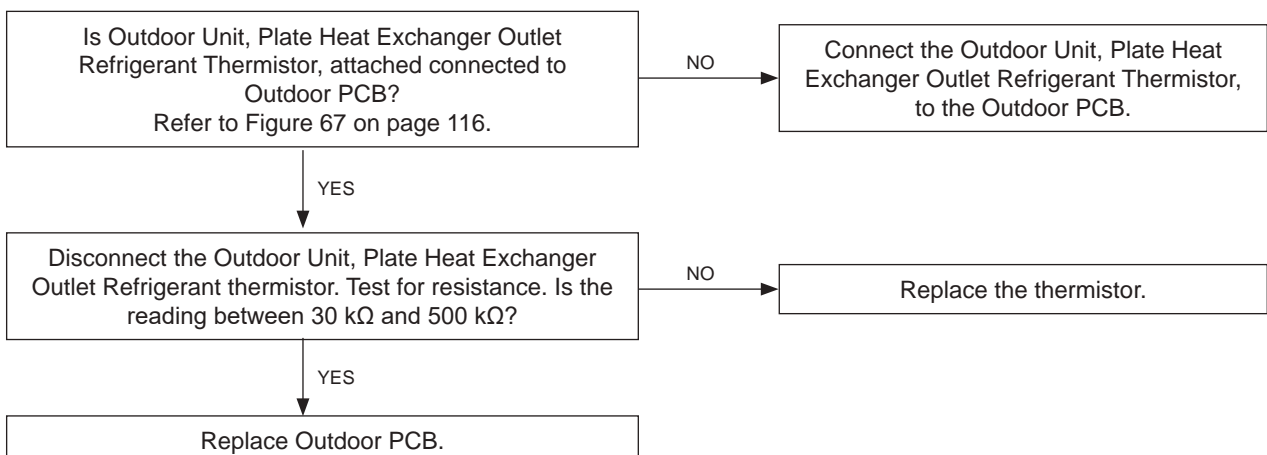 Is Outdoor Unit, Plate Heat Exchanger Outlet
Refrigerant Thermistor, attached connected to
Outdoor PCB?
Refer to Figure 67 on page 116.
NO
Connect the Outdoor Unit, Plate Heat
Exchanger Outlet Refrigerant Thermistor,
to the Outdoor PCB.
YES
Disconnect the Outdoor Unit, Plate Heat Exchanger
Outlet Refrigerant thermistor. Test for resistance. Is the
reading between 30 kΩ and 500 kΩ?
NO
Replace the thermistor.
YES
Replace Outdoor PCB.